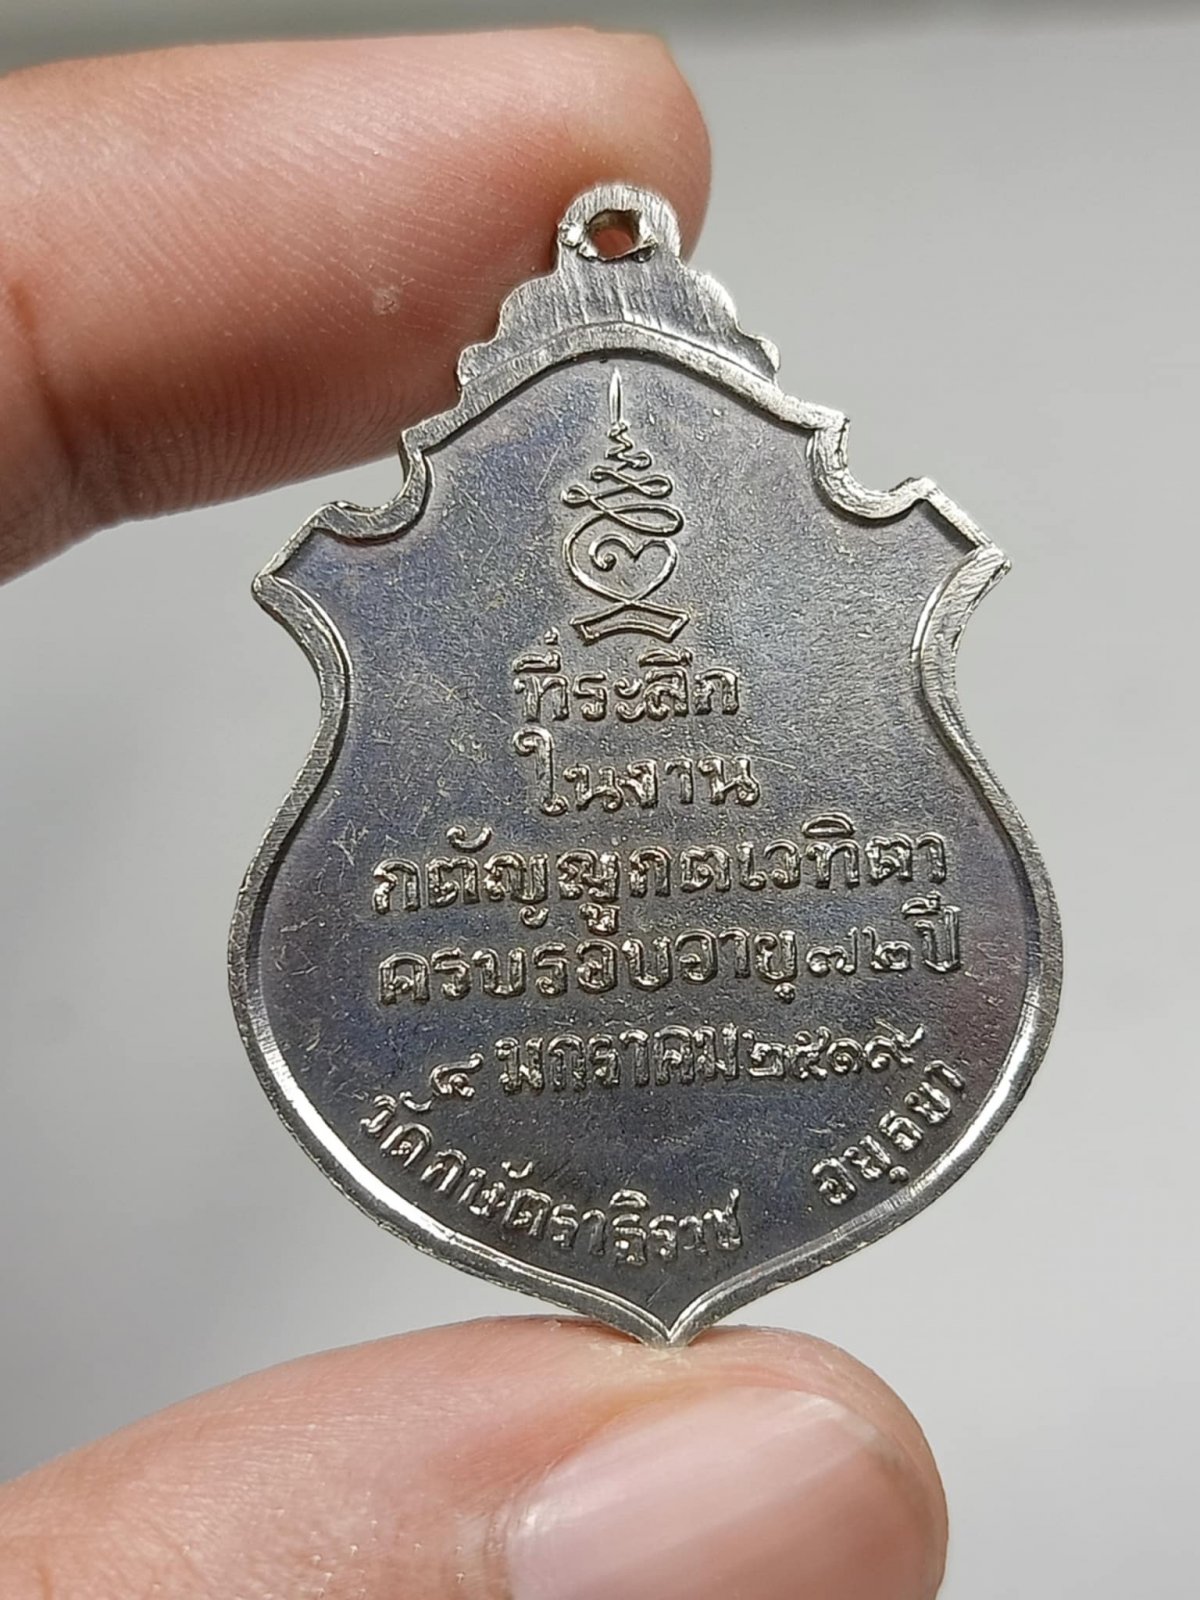 ที่ระลึก
ในงาน
กตัญญูกตเวทิตา
ครบรอบอายุ๗๒ปี
๔ มกราคม๒๕๑๙
วัดกษัตราธิราช อยุธยา